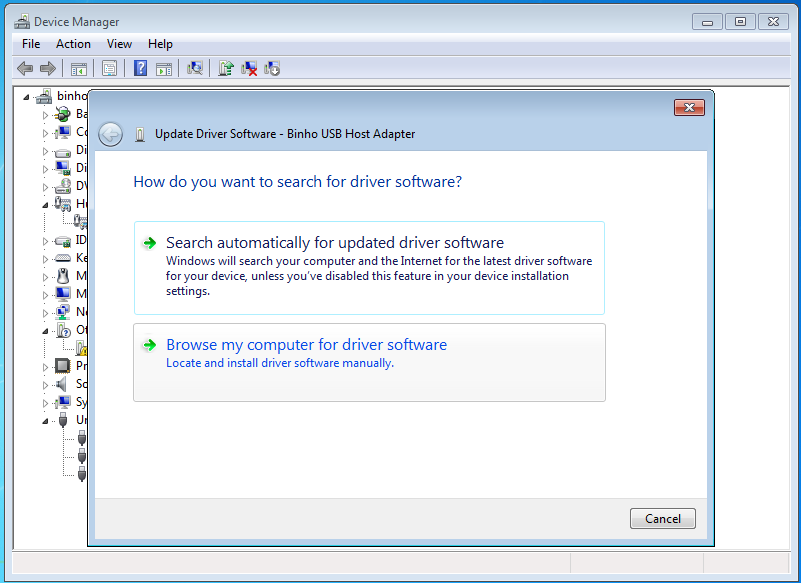 Device Manager
File Action View Help
binho
Update Driver Software - Binho USB Host Adapter
Ba
Co
Di
Di
DV
Hu
ID
Ke
M
M
Ne
Ot
Pr
So
Sy
Un
How do you want to search for driver software?
Search automatically for updated driver software
Windows will search your computer and the Internet for the latest driver software
for your device, unless you've disabled this feature in your device installation
settings.
Browse my computer for driver software
Locate and install driver software manually.
Cancel